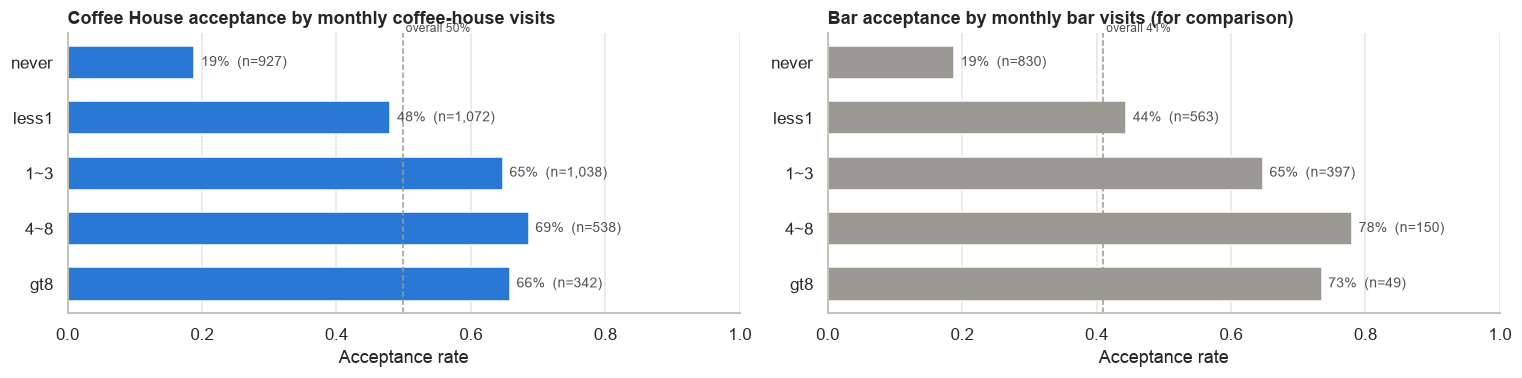 Coffee House acceptance by monthly coffee-house visits
overall 50%
never
19% (n=927)
less1
48% (n=1,072)
1~3
65% (n=1,038)
4~8
69% (n=538)
gt8
66% (n=342)
0.0 0.2 0.4 0.6 0.8 1.0
Acceptance rate
Bar acceptance by monthly bar visits (for comparison)
overall 41%
never
19% (n=830)
less1
44% (n=563)
1~3
65% (n=397)
4~8
78% (n=150)
gt8
73% (n=49)
0.0 0.2 0.4 0.6 0.8 1.0
Acceptance rate